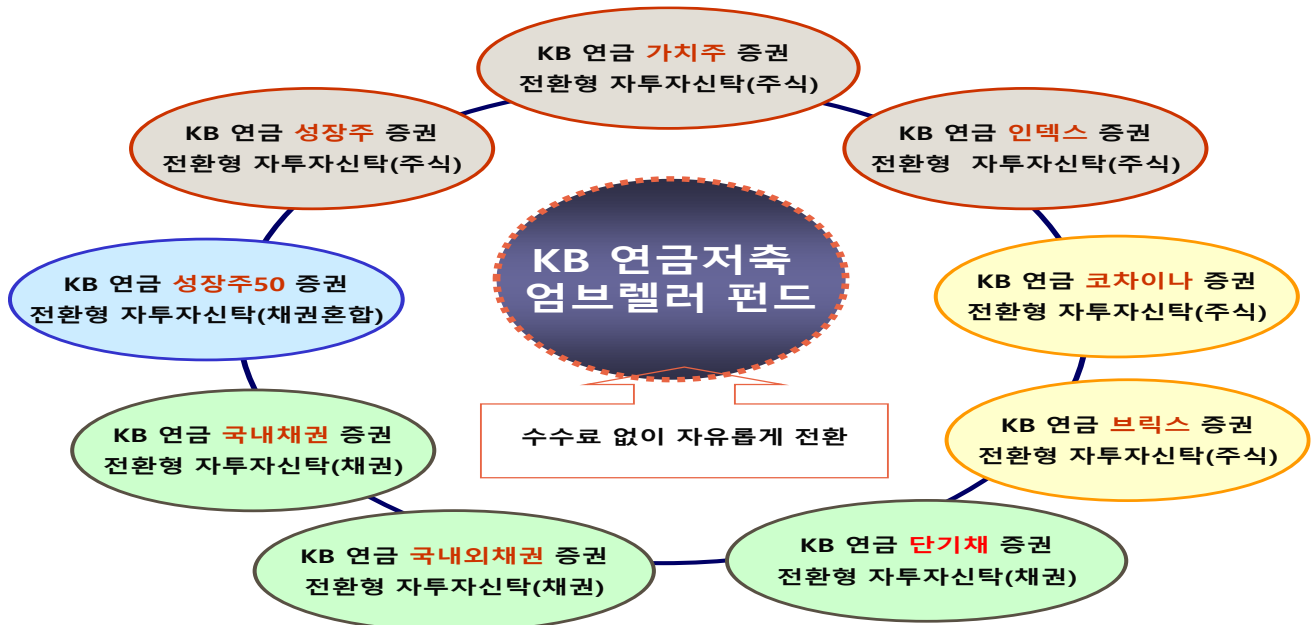 KB 연금 가치주 증권
전환형 자투자신탁(주식)
KB 연금 성장주 증권
전환형 자투자신탁(주식)
KB 연금 인덱스 증권
전환형 자투자신탁(주식)
KB 연금저축
엄브렐러 펀드
KB 연금 성장주50 증권
전환형 자투자신탁(채권혼합)
KB 연금 코차이나 증권
전환형 자투자신탁(주식)
수수료 없이 자유롭게 전환
KB 연금 국내채권 증권
전환형 자투자신탁(채권)
KB 연금 브릭스 증권
전환형 자투자신탁(주식)
KB 연금 국내외채권 증권
전환형 자투자신탁(채권)
KB 연금 단기채 증권
전환형 자투자신탁(채권)